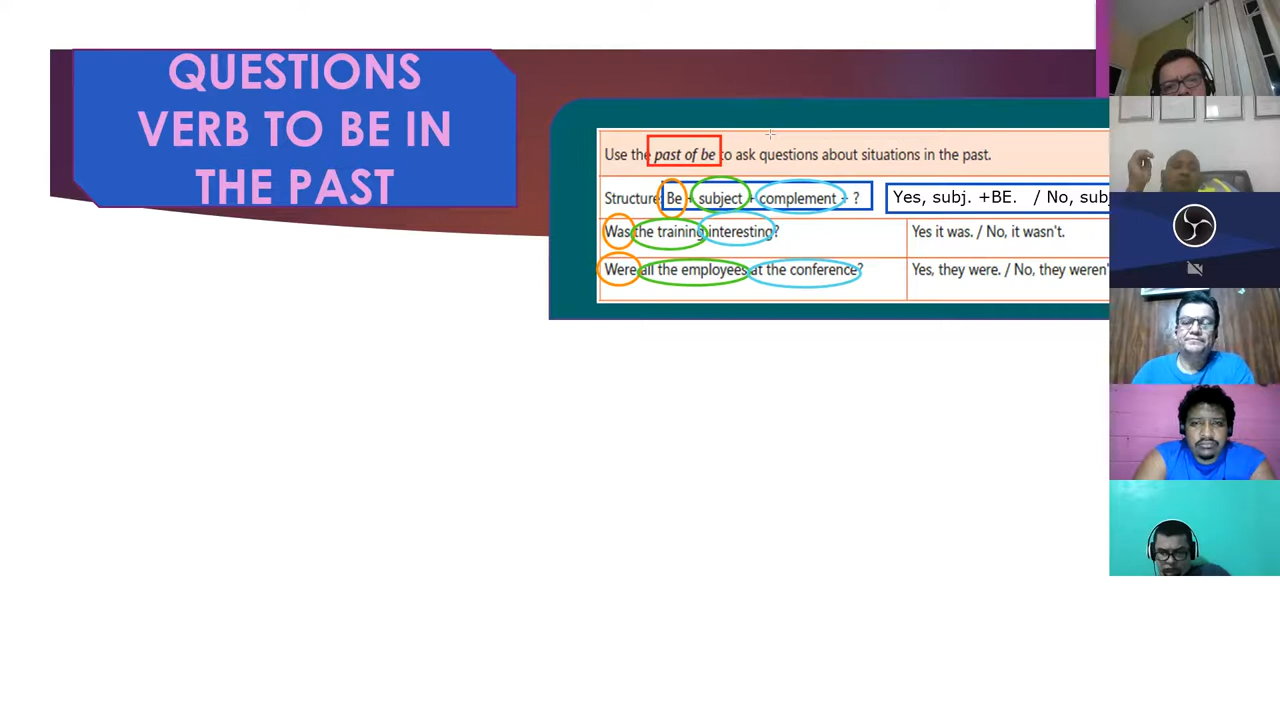 QUESTIONS
VERB TO BE IN
THE PAST
Use the past of be to ask questions about situations in the past.
Structure: Be + subject + complement + ? Yes, subj. +BE. / No, subj
Was the training interesting? Yes it was. / No, it wasn't.
Were all the employees at the conference? Yes, they were. / No, they weren'